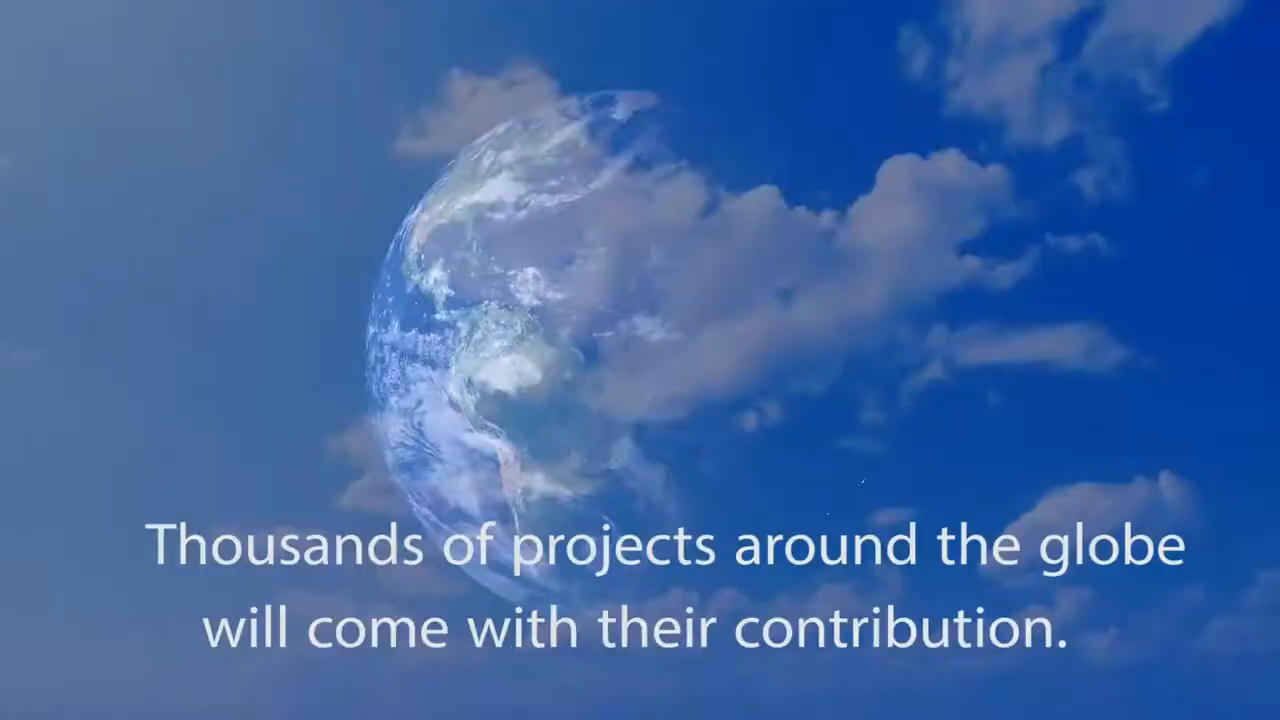 Thousands of projects around the globe
will come with their contribution.